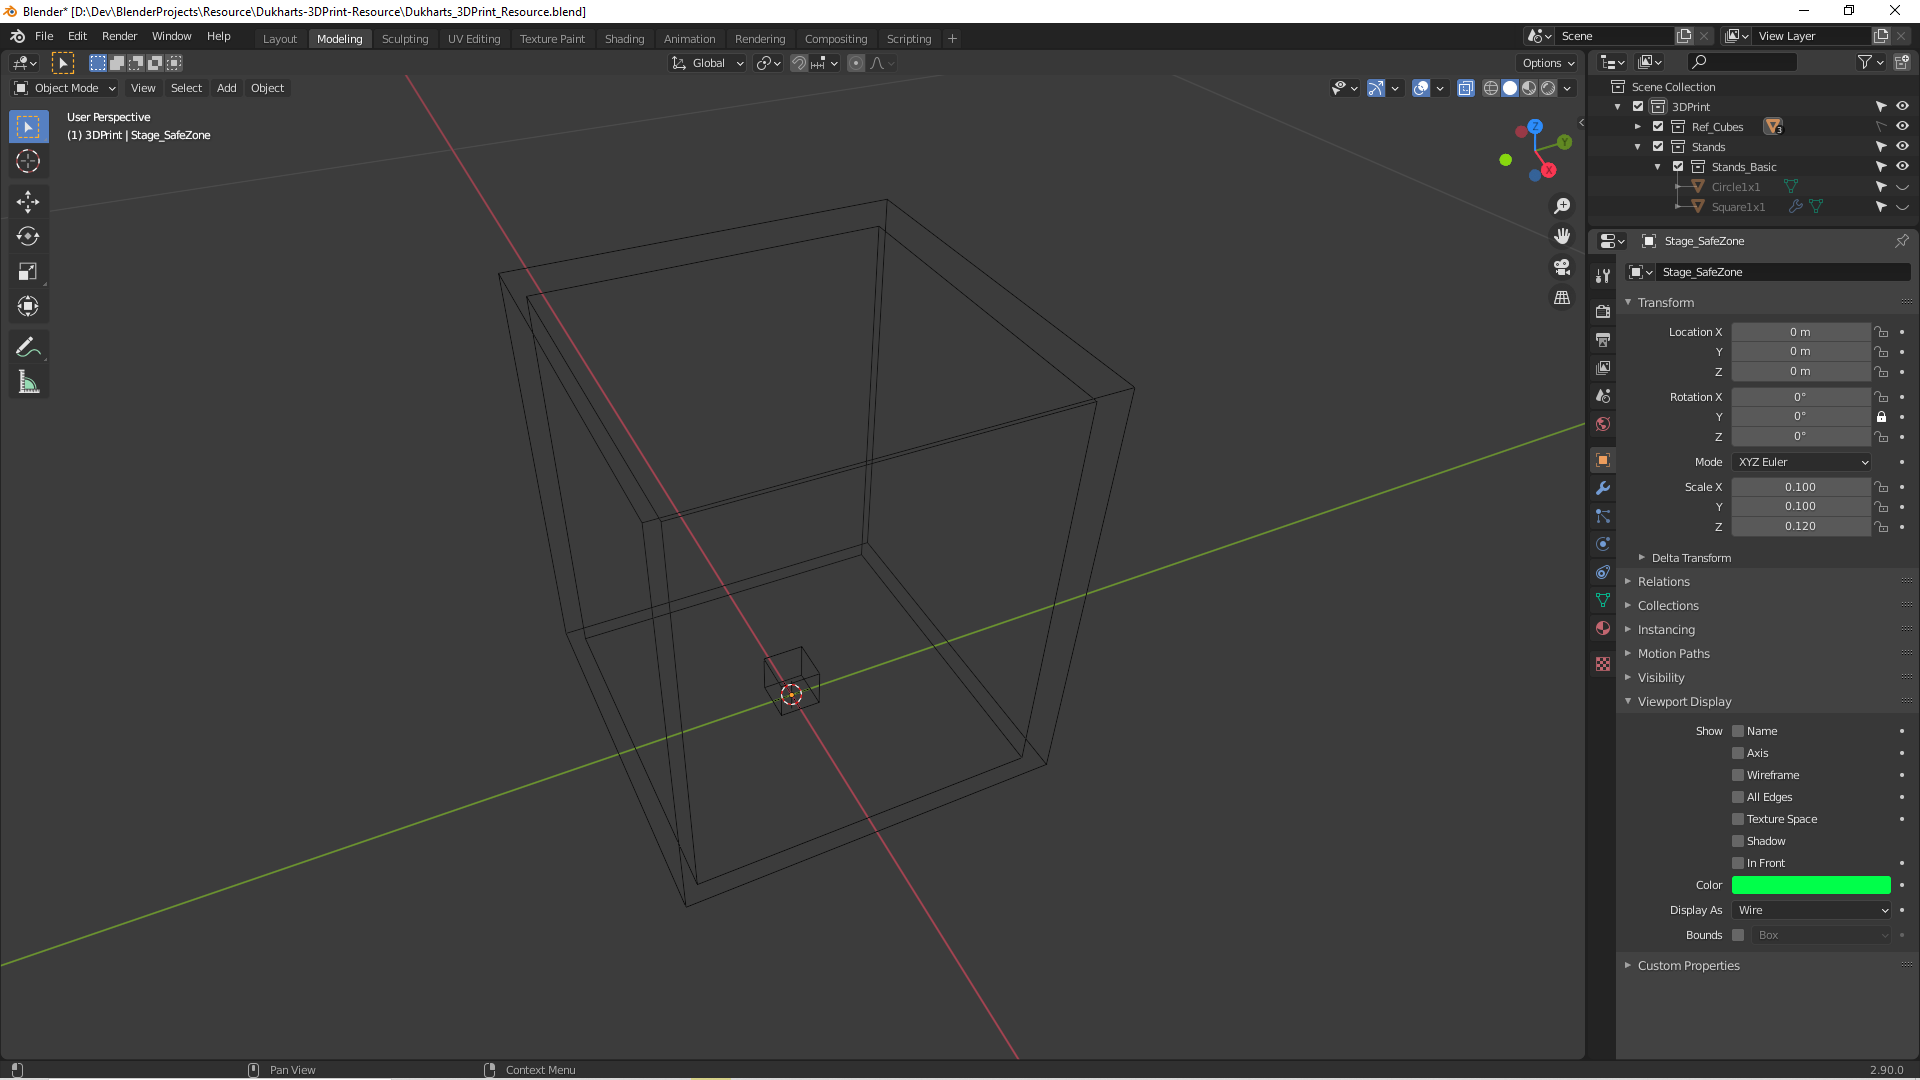 Blender* [D:\Dev\BlenderProjects\Resource\Dukharts-3DPrint-Resource\Dukharts_3DPrint_Resource.blend]
File Edit Render Window Help
Layout Modeling Sculpting UV Editing Texture Paint Shading Animation Rendering Compositing Scripting +
Scene
View Layer
Global
Options
Object Mode View Select Add Object
User Perspective
(1) 3DPrint | Stage_SafeZone
Z
Y
X
Scene Collection
3DPrint
Ref_Cubes 3
Stands
Stands_Basic
Circle1x1
Square1x1
Stage_SafeZone
Stage_SafeZone
Transform
Location X 0 m
Y 0 m
Z 0 m
Rotation X 0°
Y 0°
Z 0°
Mode XYZ Euler
Scale X 0.100
Y 0.100
Z 0.120
Delta Transform
Relations
Collections
Instancing
Motion Paths
Visibility
Viewport Display
Show Name
Axis
Wireframe
All Edges
Texture Space
Shadow
In Front
Color
Display As Wire
Bounds Box
Custom Properties
Pan View
Context Menu
2.90.0